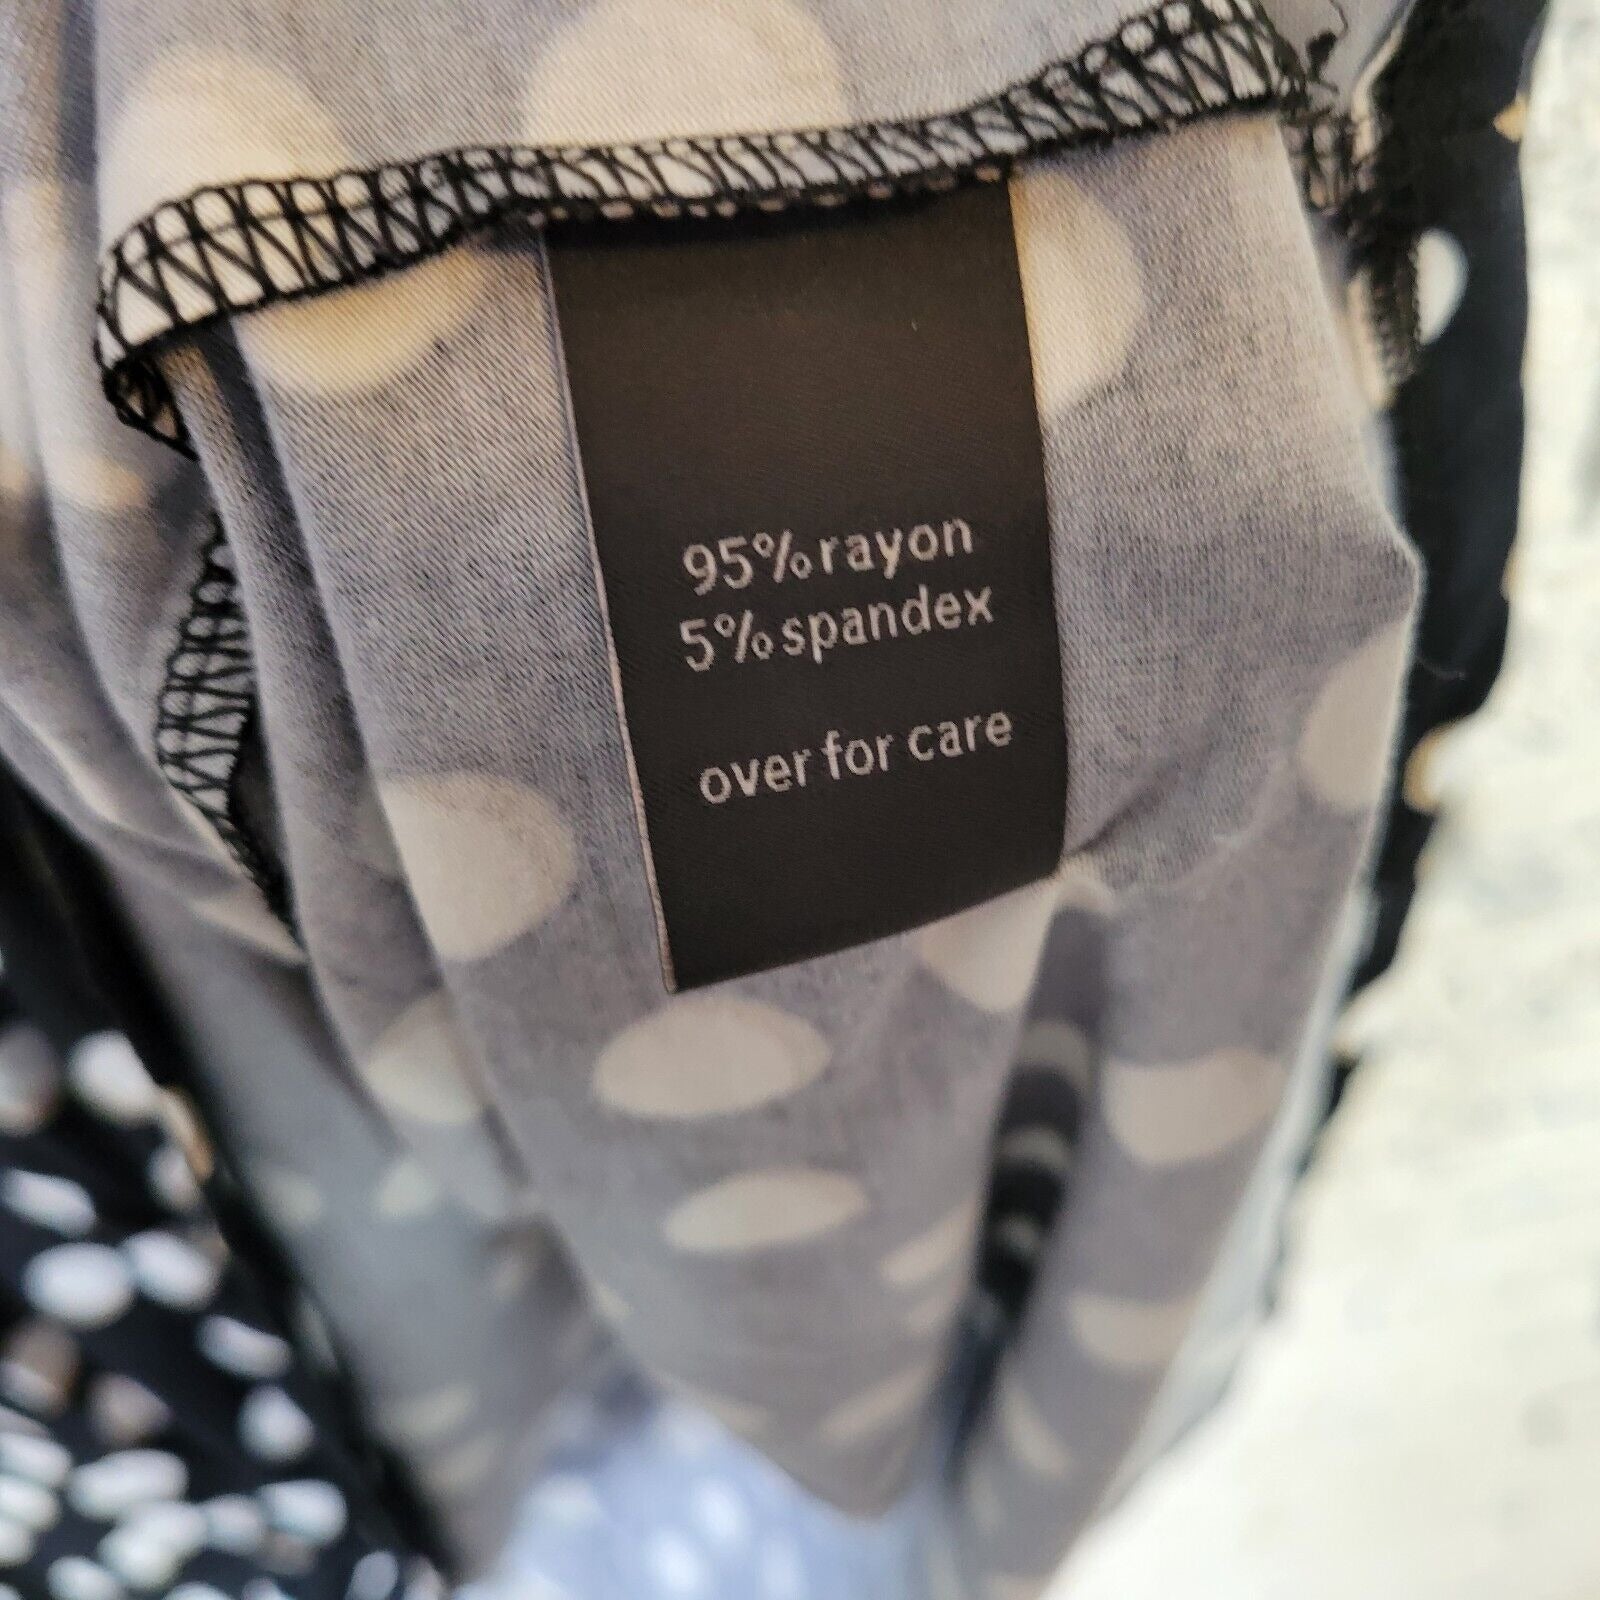 95% rayon
5% spandex
over for care